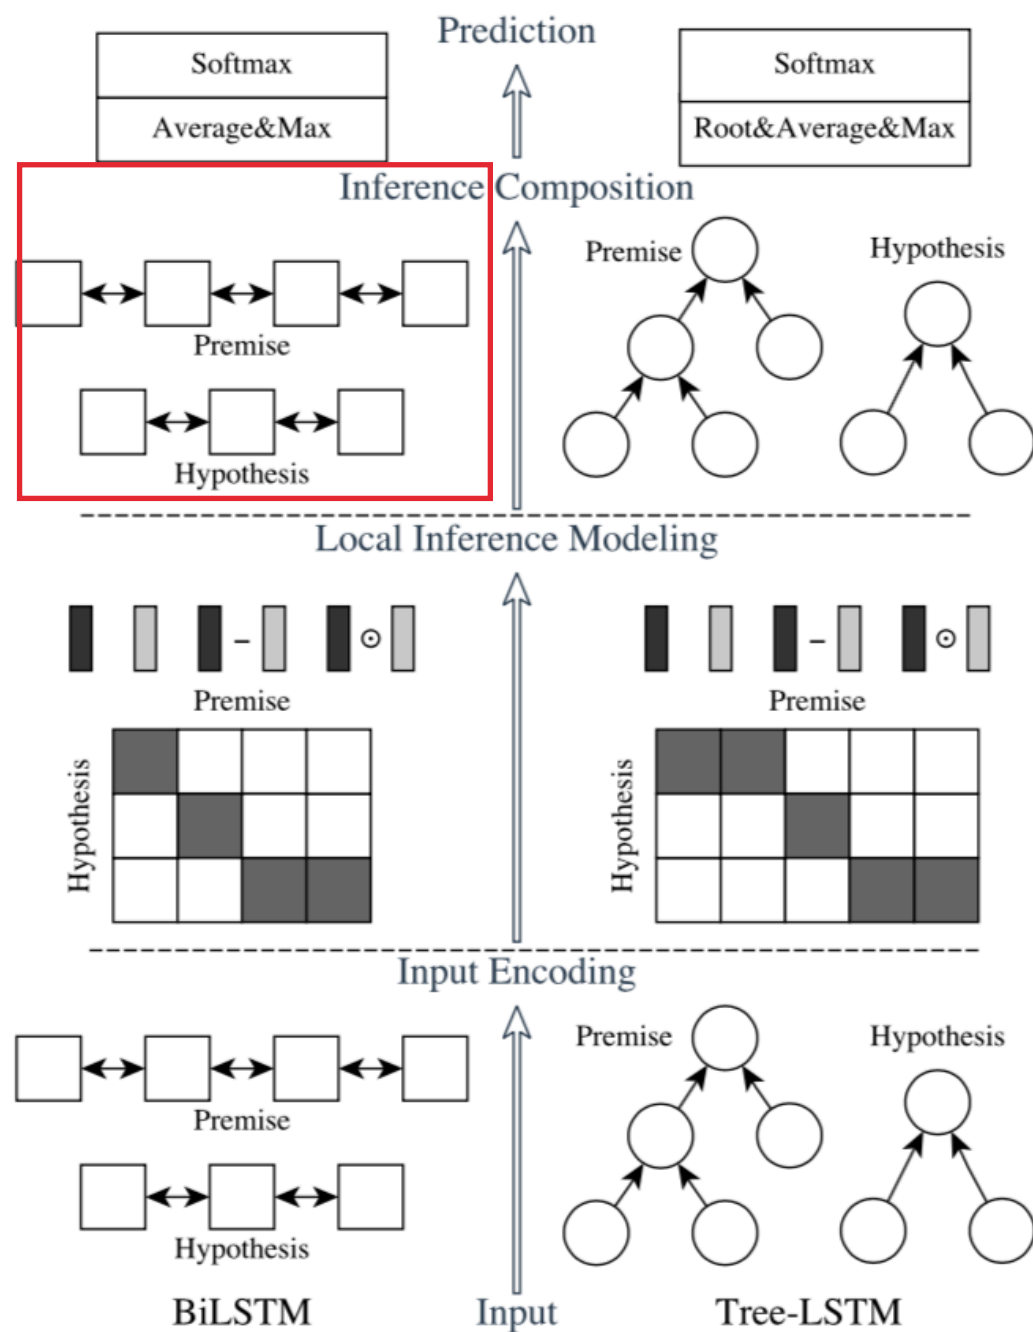 Prediction
Softmax
Average&Max
Softmax
Root&Average&Max
Inference Composition
Premise
Hypothesis
Premise
Hypothesis
Local Inference Modeling
– ⊙
Premise
Hypothesis
– ⊙
Premise
Hypothesis
Input Encoding
Premise
Hypothesis
Premise
Hypothesis
BiLSTM
Input
Tree-LSTM